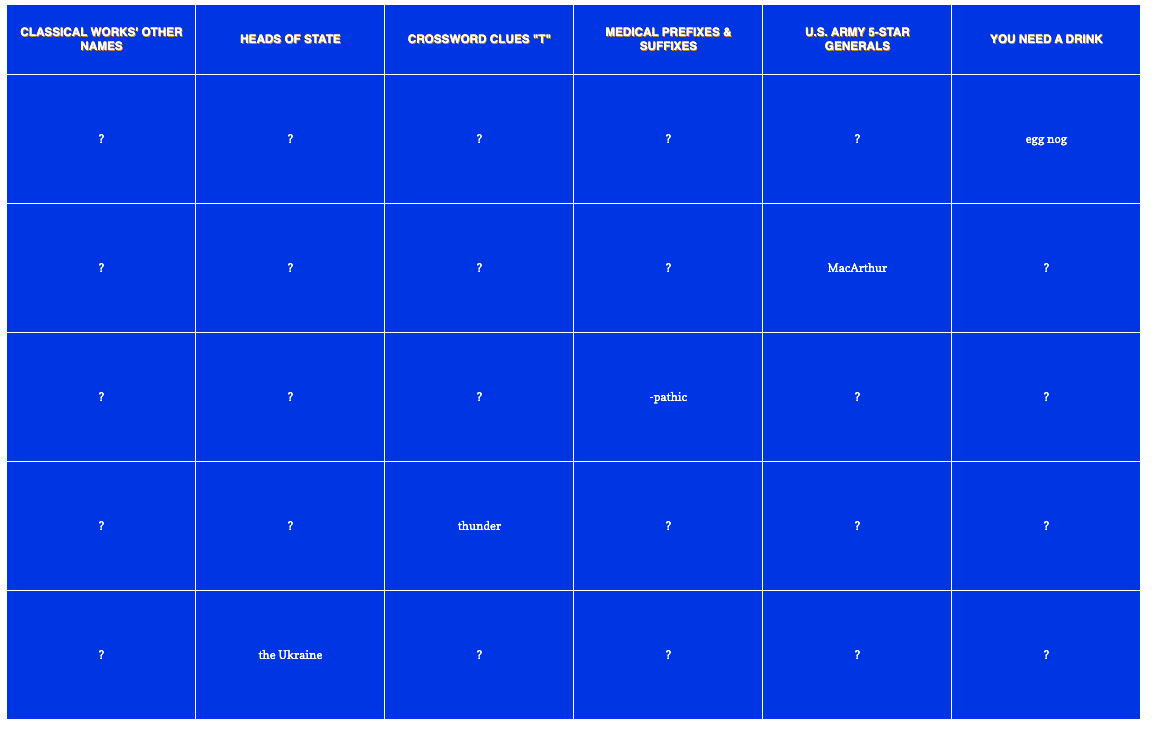 CLASSICAL WORKS' OTHER
NAMES
HEADS OF STATE
CROSSWORD CLUES "T"
MEDICAL PREFIXES &
SUFFIXES
U.S. ARMY 5-STAR
GENERALS
YOU NEED A DRINK
? ? ? ? ? egg nog
? ? ? ? MacArthur ?
? ? ? -pathic ? ?
? ? thunder ? ? ?
? the Ukraine ? ? ? ?